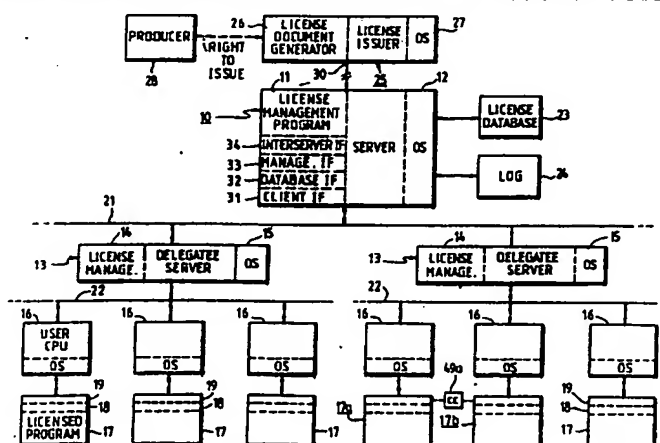 26
27
PRODUCER
LICENSE DOCUMENT GENERATOR
LICENSE ISSUER
OS
RIGHT TO ISSUE
28
30
25
11
12
10
LICENSE MANAGEMENT PROGRAM
SERVER
OS
LICENSE DATABASE
23
34
INTERSERVER IF
33
MANAGE. IF
32
DATABASE IF
31
CLIENT IF
LOG
24
21
14
15
14
15
13
LICENSE MANAGE.
DELEGATEE SERVER
OS
13
LICENSE MANAGE.
DELEGATEE SERVER
OS
22
22
16
16
16
16
16
16
USER CPU
OS
OS
OS
OS
OS
OS
19
19
49a
19
18
18
CC
18
LICENSED PROGRAM
17
17
17
17a
17b
17